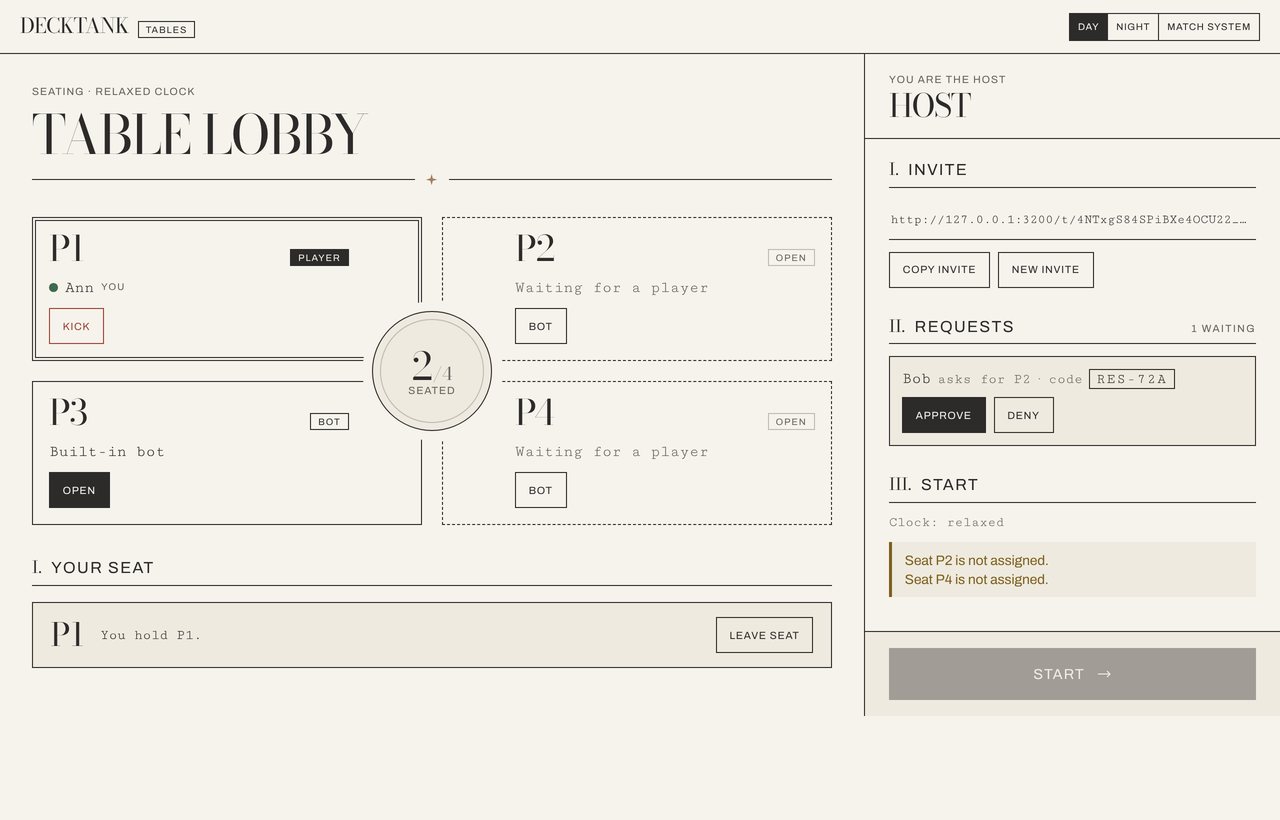 DECKTANK TABLES
DAY NIGHT MATCH SYSTEM
SEATING · RELAXED CLOCK
TABLE LOBBY
P1 PLAYER
Ann YOU
KICK
P2 OPEN
Waiting for a player
BOT
2/4
SEATED
P3 BOT
Built-in bot
OPEN
P4 OPEN
Waiting for a player
BOT
I. YOUR SEAT
P1 You hold P1. LEAVE SEAT
YOU ARE THE HOST
HOST
I. INVITE
http://127.0.0.1:3200/t/4NTxgS84SPiBXe4OCU22_…
COPY INVITE NEW INVITE
II. REQUESTS 1 WAITING
Bob asks for P2 · code RES-72A
APPROVE DENY
III. START
Clock: relaxed
Seat P2 is not assigned.
Seat P4 is not assigned.
START →